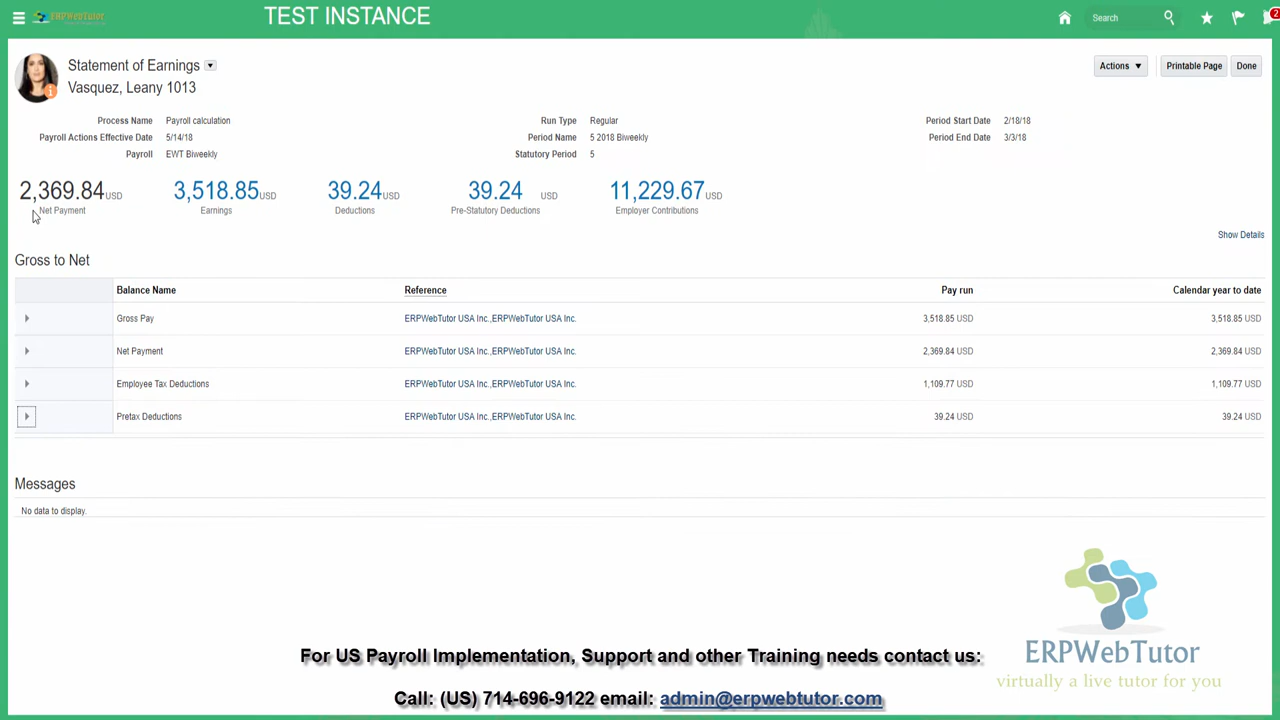 TEST INSTANCE
ERPWebTutor
Search
2
Statement of Earnings
Vasquez, Leany 1013
Actions
Printable Page
Done
Process Name Payroll calculation
Run Type Regular
Period Start Date 2/18/18
Payroll Actions Effective Date 5/14/18
Period Name 5 2018 Biweekly
Period End Date 3/3/18
Payroll EWT Biweekly
Statutory Period 5
2,369.84 USD 3,518.85 USD 39.24 USD 39.24 USD 11,229.67 USD
Net Payment Earnings Deductions Pre-Statutory Deductions Employer Contributions
Show Details
Gross to Net
Balance Name Reference Pay run Calendar year to date
Gross Pay ERPWebTutor USA Inc.,ERPWebTutor USA Inc. 3,518.85 USD 3,518.85 USD
Net Payment ERPWebTutor USA Inc.,ERPWebTutor USA Inc. 2,369.84 USD 2,369.84 USD
Employee Tax Deductions ERPWebTutor USA Inc.,ERPWebTutor USA Inc. 1,109.77 USD 1,109.77 USD
Pretax Deductions ERPWebTutor USA Inc.,ERPWebTutor USA Inc. 39.24 USD 39.24 USD
Messages
No data to display.
ERPWebTutor
virtually a live tutor for you
For US Payroll Implementation, Support and other Training needs contact us:
Call: (US) 714-696-9122 email: admin@erpwebtutor.com